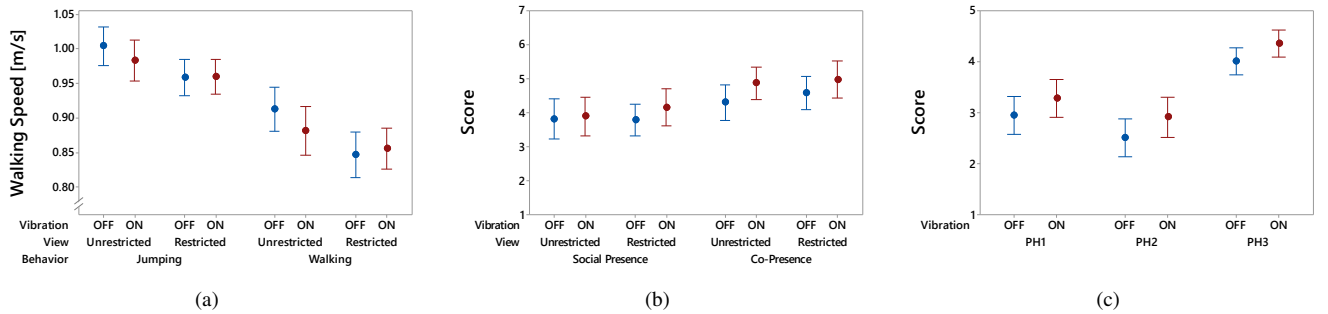 Walking Speed [m/s]
1.05
1.00
0.95
0.90
0.85
0.80
Vibration OFF ON OFF ON OFF ON OFF ON
View Unrestricted Restricted Unrestricted Restricted
Behavior Jumping Walking
(a)
Score
7
6
5
4
3
2
1
Vibration OFF ON OFF ON OFF ON OFF ON
View Unrestricted Restricted Unrestricted Restricted
Social Presence Co-Presence
(b)
Score
5
4
3
2
1
Vibration OFF ON OFF ON OFF ON
PH1 PH2 PH3
(c)